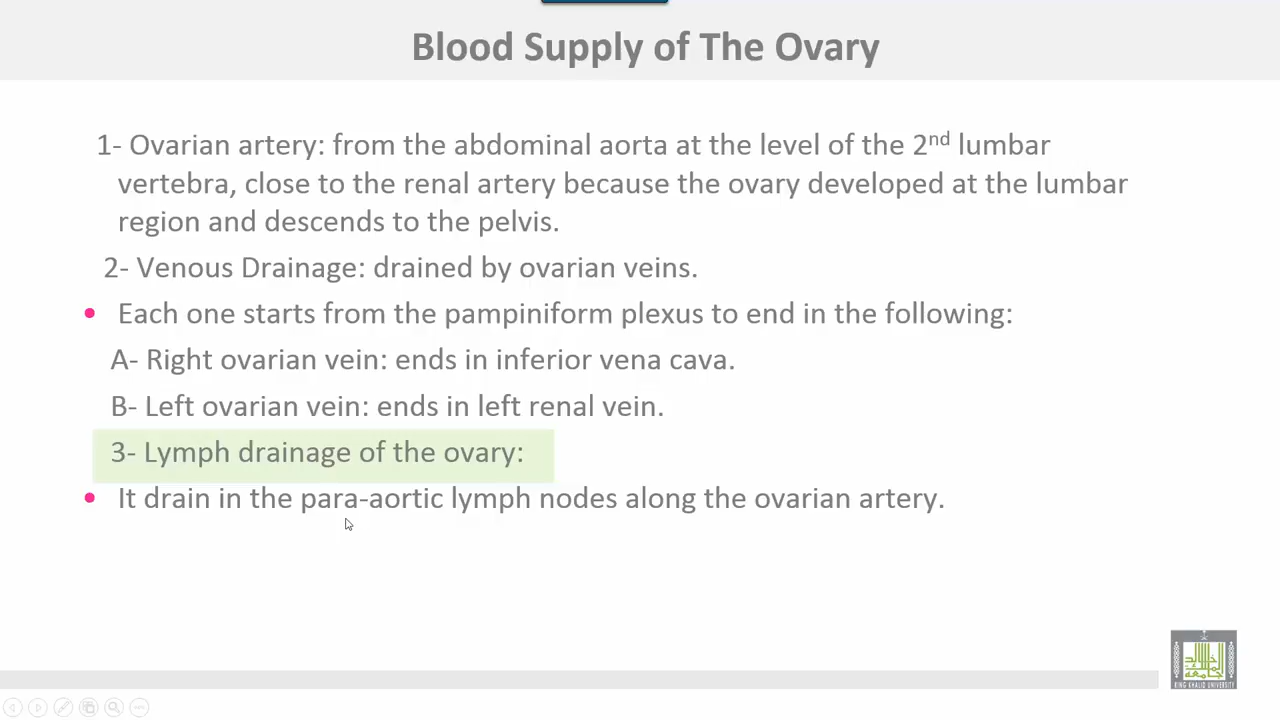 Blood Supply of The Ovary
1- Ovarian artery: from the abdominal aorta at the level of the 2nd lumbar
vertebra, close to the renal artery because the ovary developed at the lumbar
region and descends to the pelvis.
2- Venous Drainage: drained by ovarian veins.
• Each one starts from the pampiniform plexus to end in the following:
A- Right ovarian vein: ends in inferior vena cava.
B- Left ovarian vein: ends in left renal vein.
3- Lymph drainage of the ovary:
• It drain in the para-aortic lymph nodes along the ovarian artery.
KING KHALID UNIVERSITY